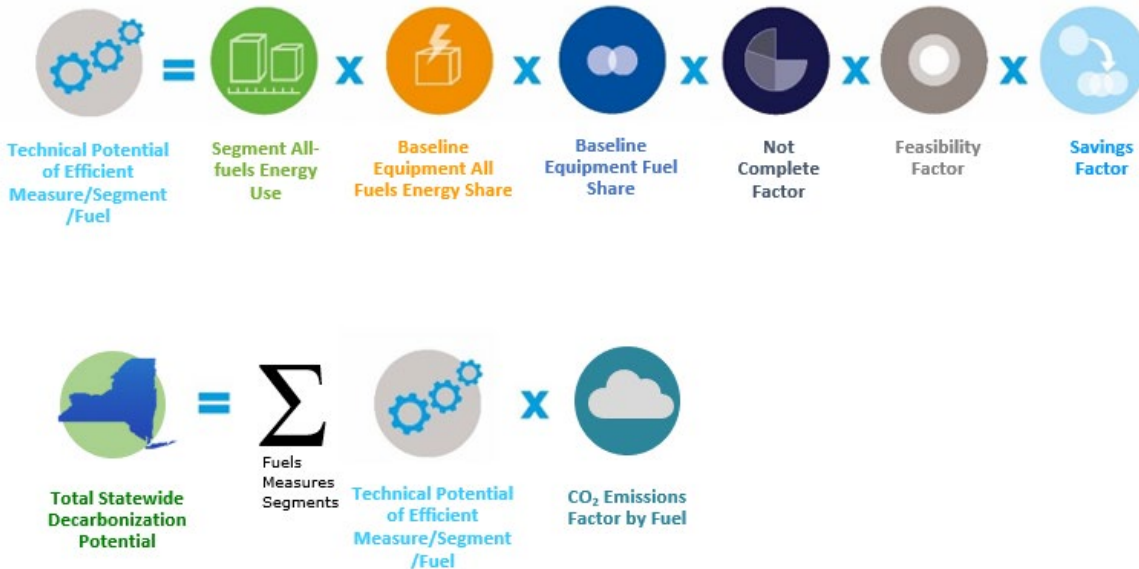 =
x
x
x
x
x
Technical Potential
of Efficient
Measure/Segment
/Fuel
Segment All-
fuels Energy
Use
Baseline
Equipment All
Fuels Energy Share
Baseline
Equipment Fuel
Share
Not
Complete
Factor
Feasibility
Factor
Savings
Factor
=
Σ
x
Fuels
Measures
Segments
Total Statewide
Decarbonization
Potential
Technical Potential
of Efficient
Measure/Segment
/Fuel
CO₂ Emissions
Factor by Fuel